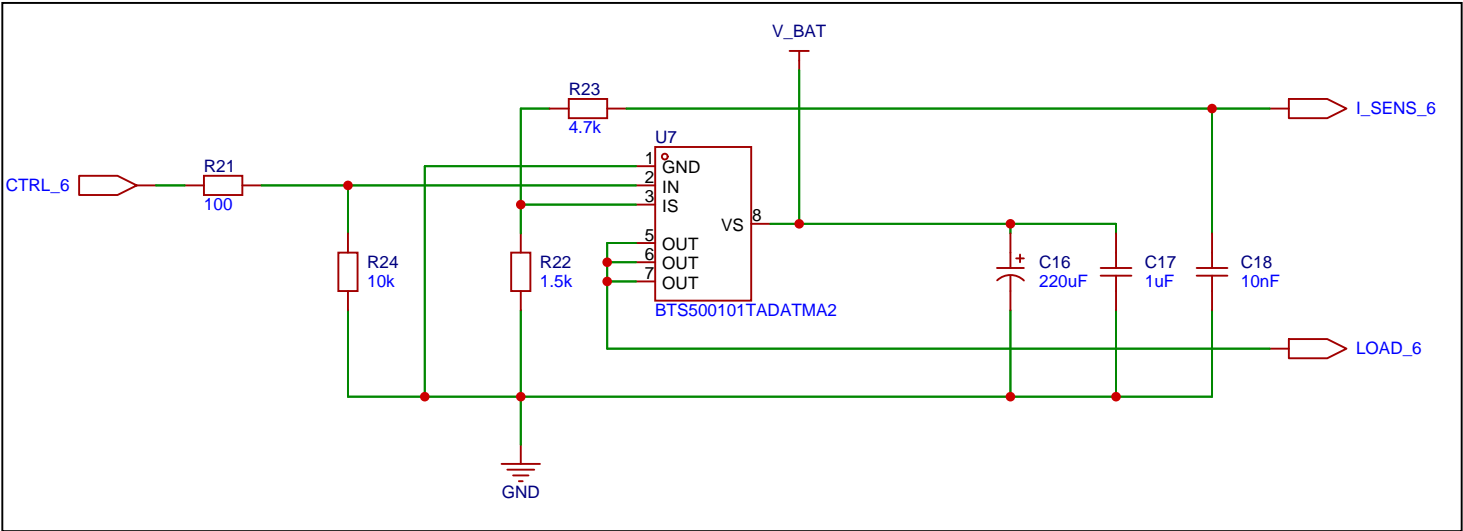 V_BAT
R23
4.7k
I_SENS_6
U7
CTRL_6
R21
100
1
GND
2
IN
3
IS
VS
8
5
OUT
6
OUT
7
OUT
BTS500101TADATMA2
R24
10k
R22
1.5k
+
C16
220uF
C17
1uF
C18
10nF
LOAD_6
GND